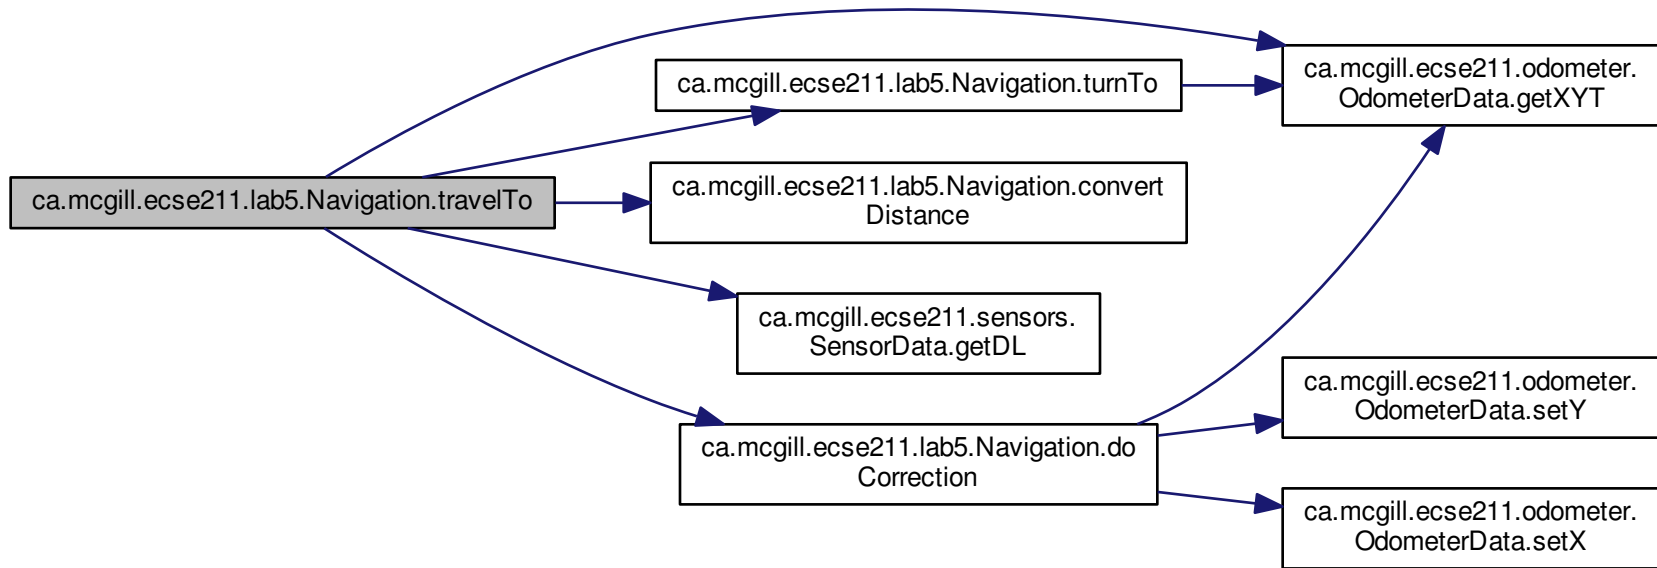 ca.mcgill.ecse211.lab5.Navigation.travelTo
ca.mcgill.ecse211.lab5.Navigation.turnTo
ca.mcgill.ecse211.lab5.Navigation.convert
Distance
ca.mcgill.ecse211.sensors.
SensorData.getDL
ca.mcgill.ecse211.lab5.Navigation.do
Correction
ca.mcgill.ecse211.odometer.
OdometerData.getXYT
ca.mcgill.ecse211.odometer.
OdometerData.setY
ca.mcgill.ecse211.odometer.
OdometerData.setX